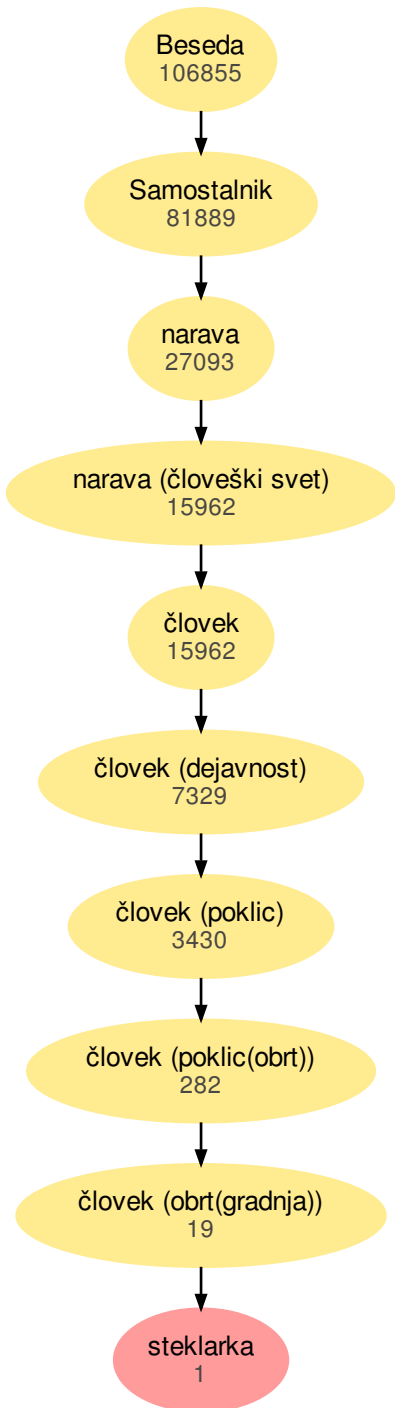 Beseda
106855
Samostalnik
81889
narava
27093
narava (človeški svet)
15962
človek
15962
človek (dejavnost)
7329
človek (poklic)
3430
človek (poklic(obrt))
282
človek (obrt(gradnja))
19
steklarka
1